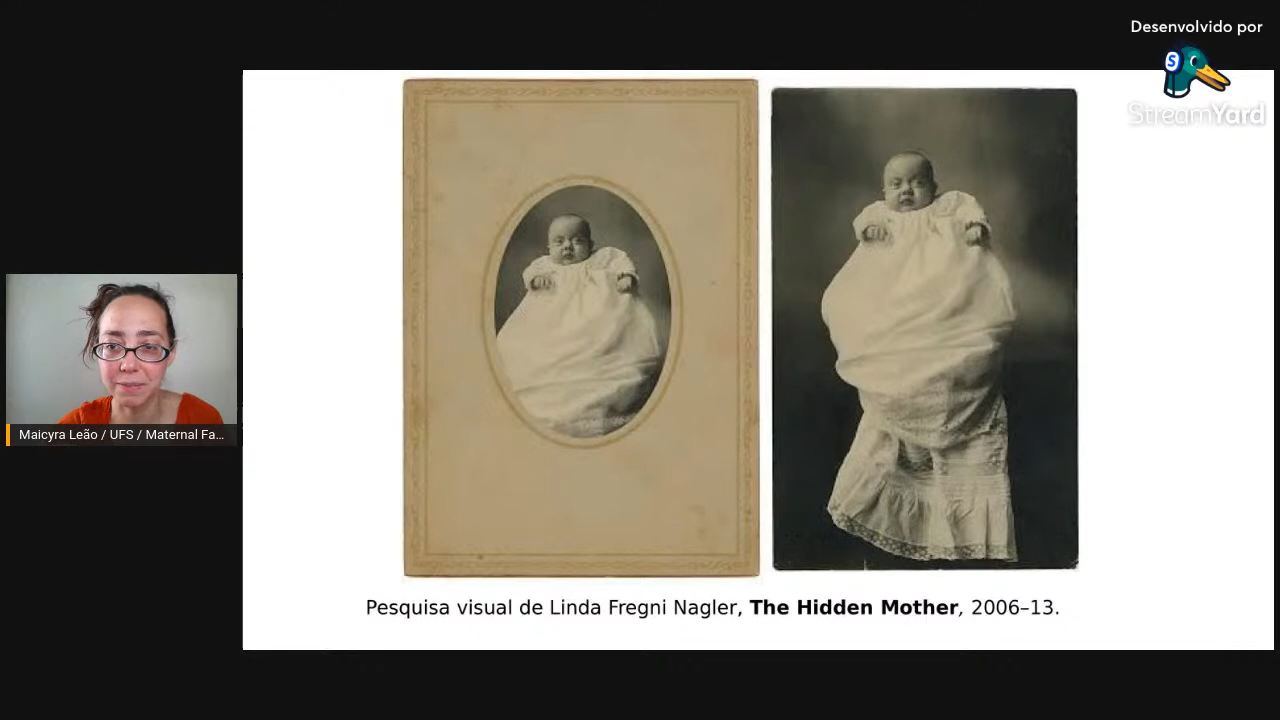 Desenvolvido por
S
StreamYard
Maicyra Leão / UFS / Maternal Fa...
Pesquisa visual de Linda Fregni Nagler, The Hidden Mother, 2006–13.